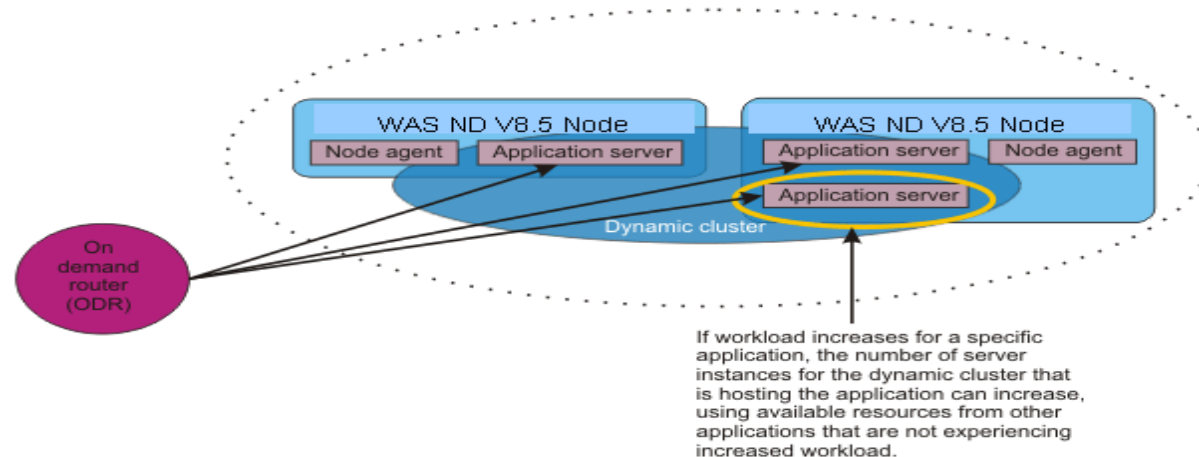 WAS ND V8.5 Node
Node agent
Application server
WAS ND V8.5 Node
Application server
Node agent
Application server
Dynamic cluster
On
demand
router
(ODR)
If workload increases for a specific
application, the number of server
instances for the dynamic cluster that
is hosting the application can increase,
using available resources from other
applications that are not experiencing
increased workload.